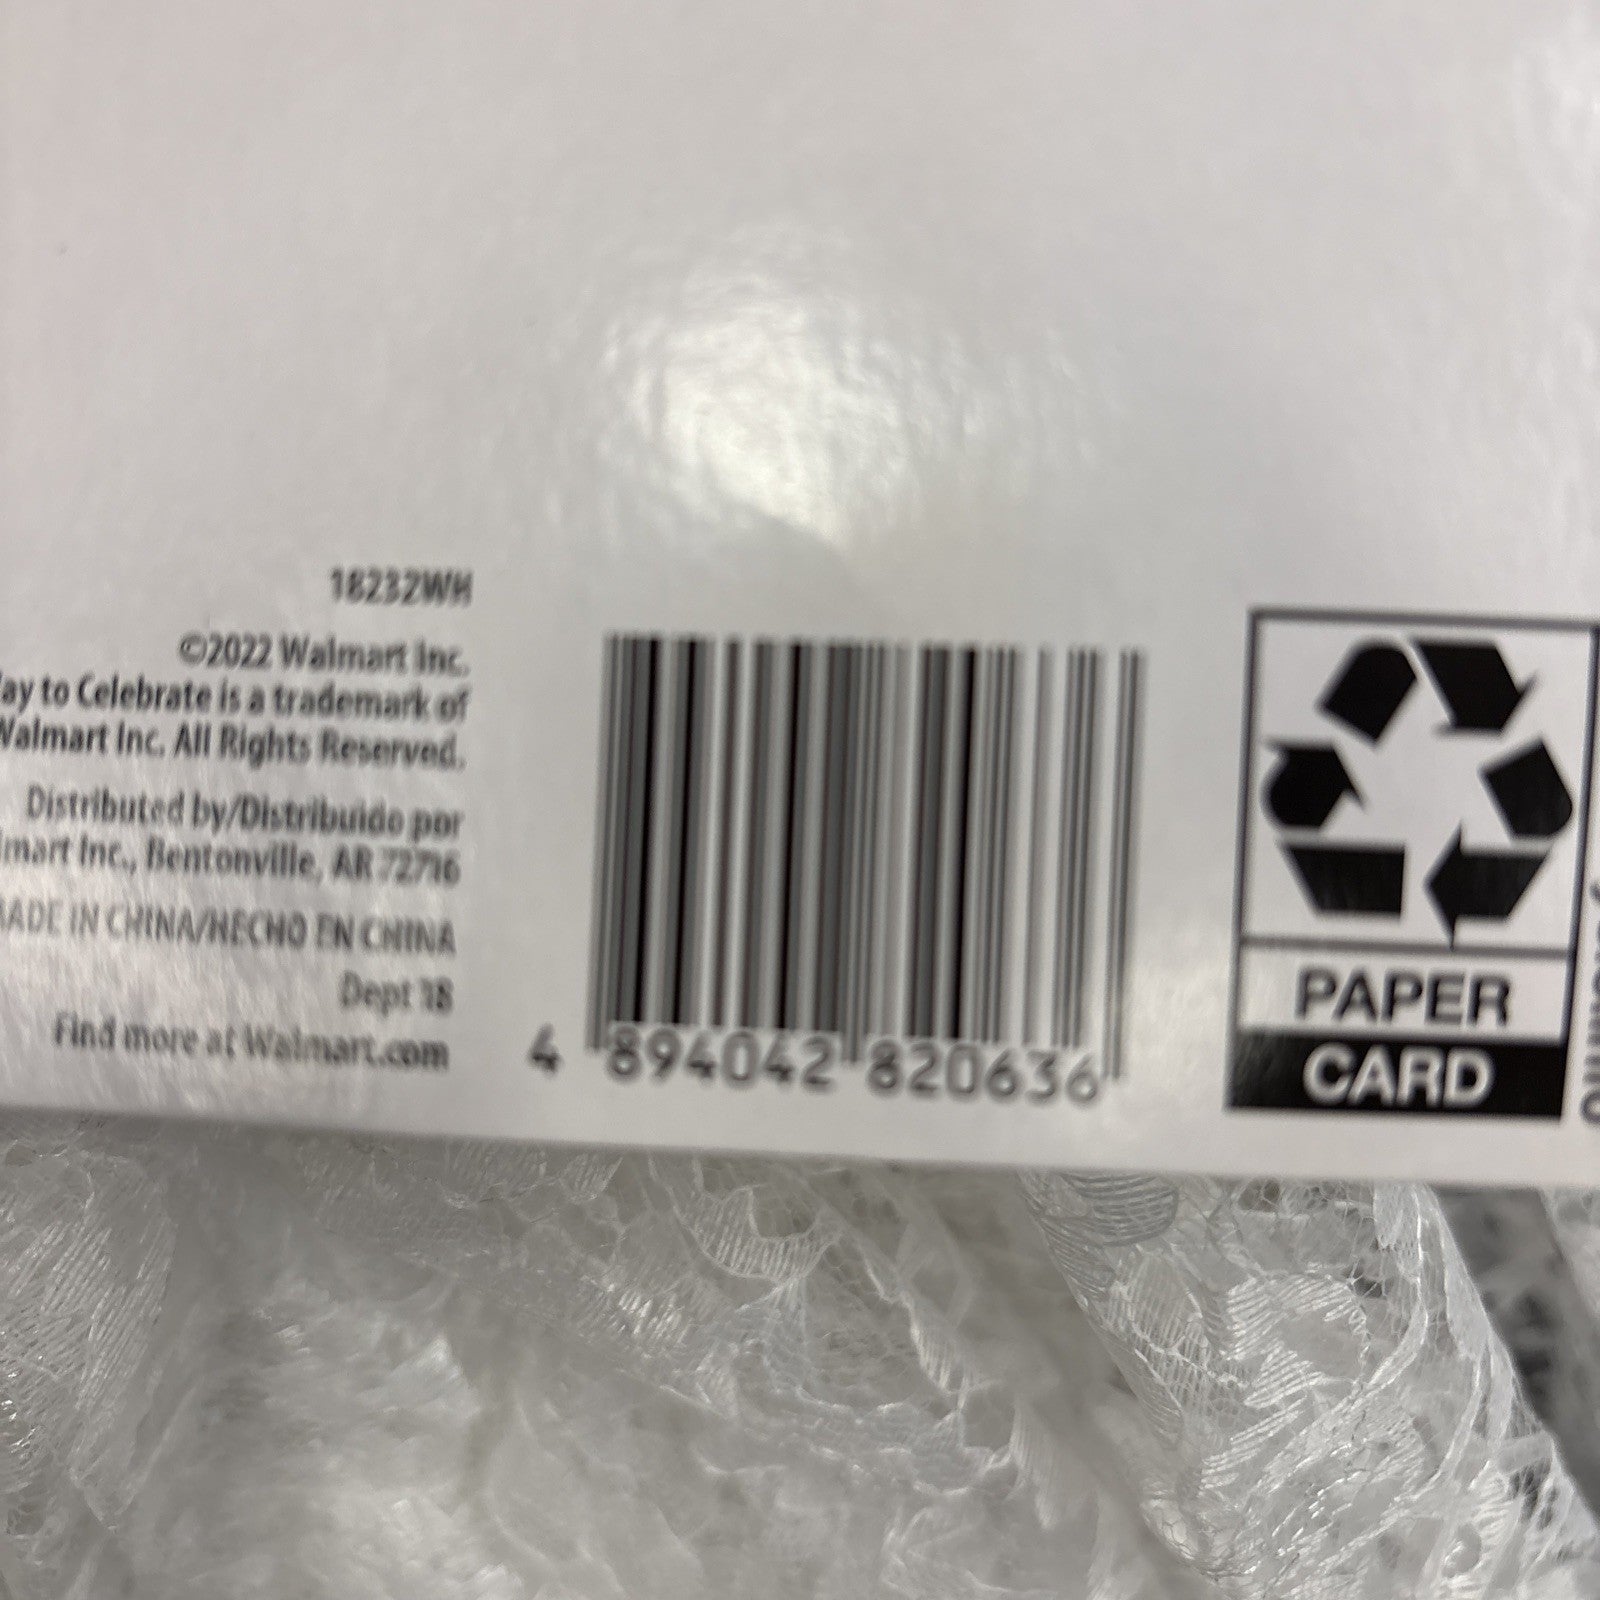 18232WH
©2022 Walmart Inc.
ay to Celebrate is a trademark of
Walmart Inc. All Rights Reserved.
Distributed by/Distribuido por
lmart Inc., Bentonville, AR 72716
MADE IN CHINA/HECHO EN CHINA
Dept 18
Find more at Walmart.com
4 894042 820636
PAPER
CARD